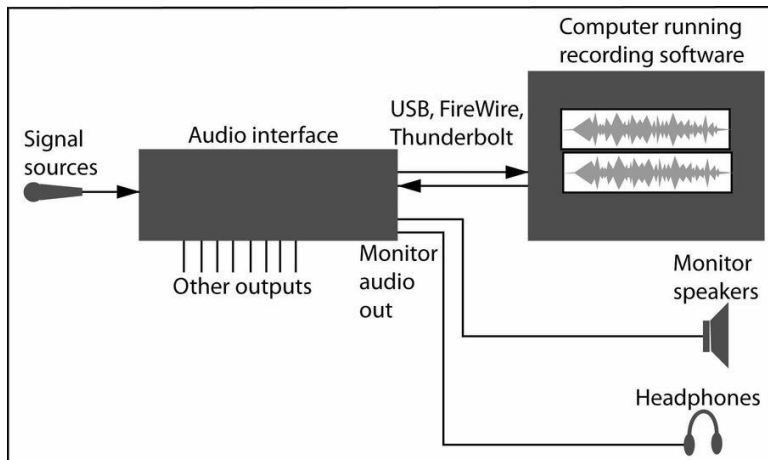 Computer running
recording software
USB, FireWire,
Thunderbolt
Audio interface
Signal
sources
Other outputs
Monitor
audio
out
Monitor
speakers
Headphones